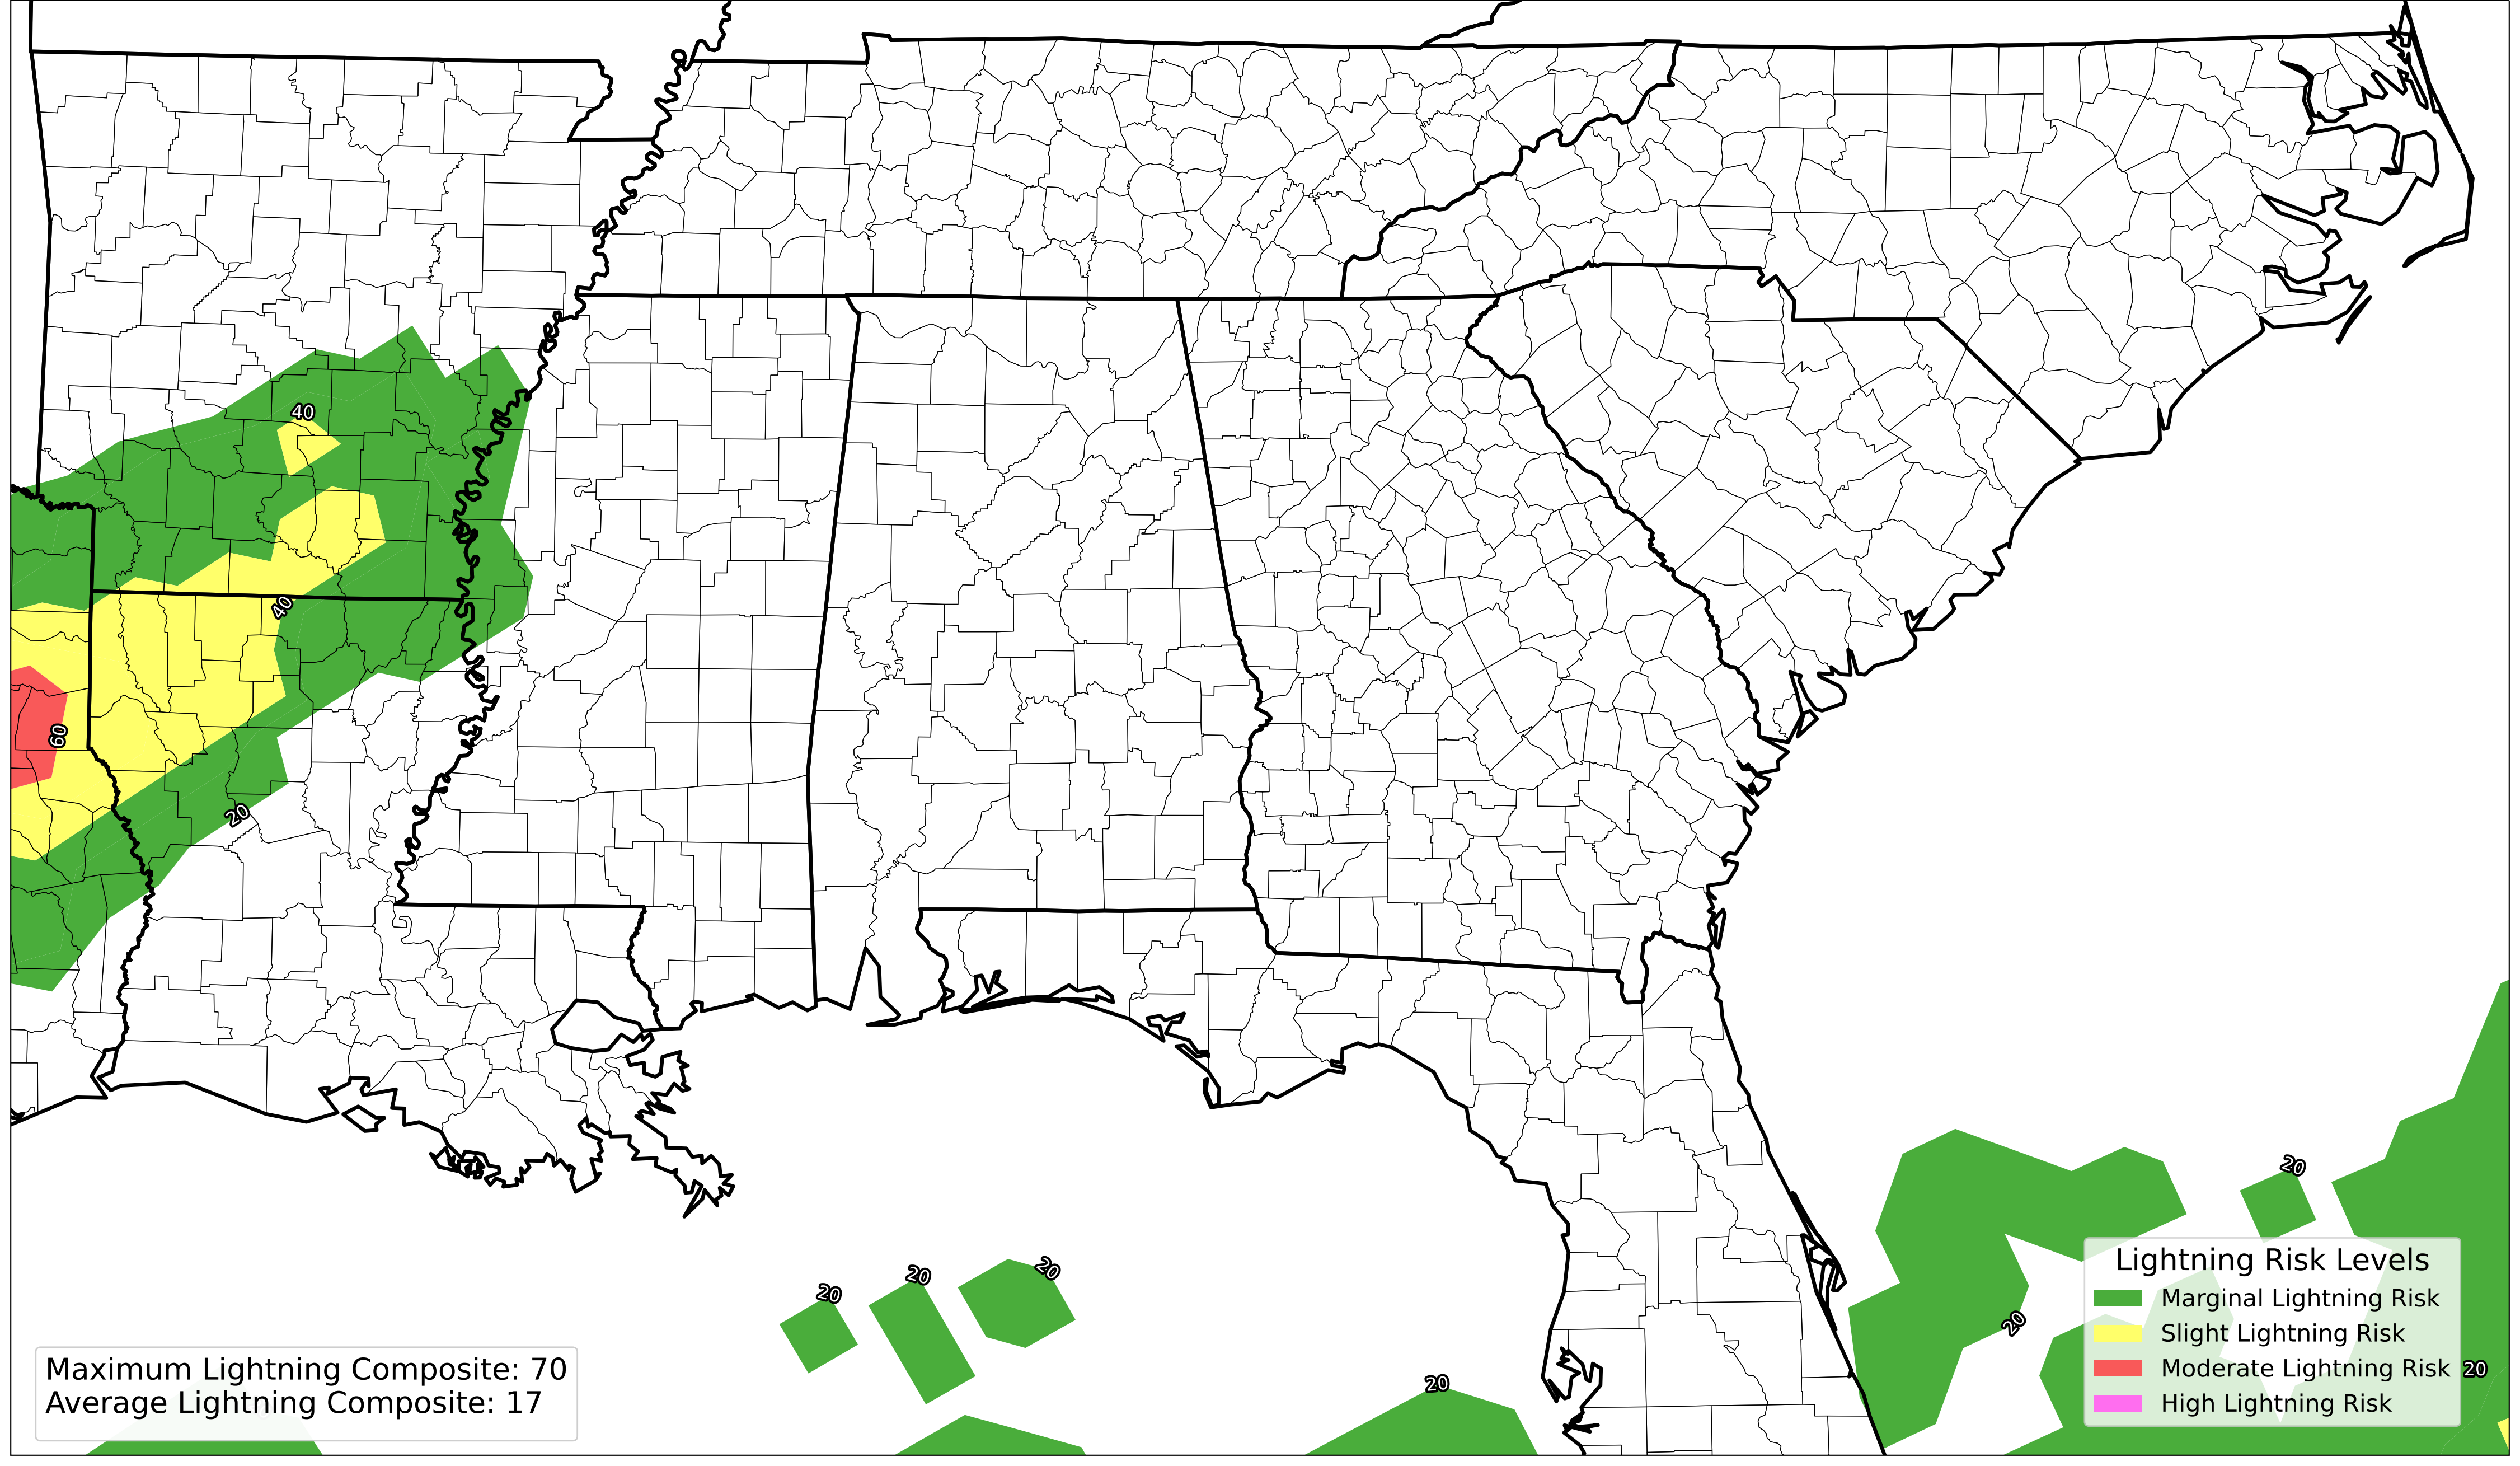 40
40
60
20
20
20
20
20
20
20
20
Lightning Risk Levels
Marginal Lightning Risk
Slight Lightning Risk
Moderate Lightning Risk
High Lightning Risk
Maximum Lightning Composite: 70
Average Lightning Composite: 17